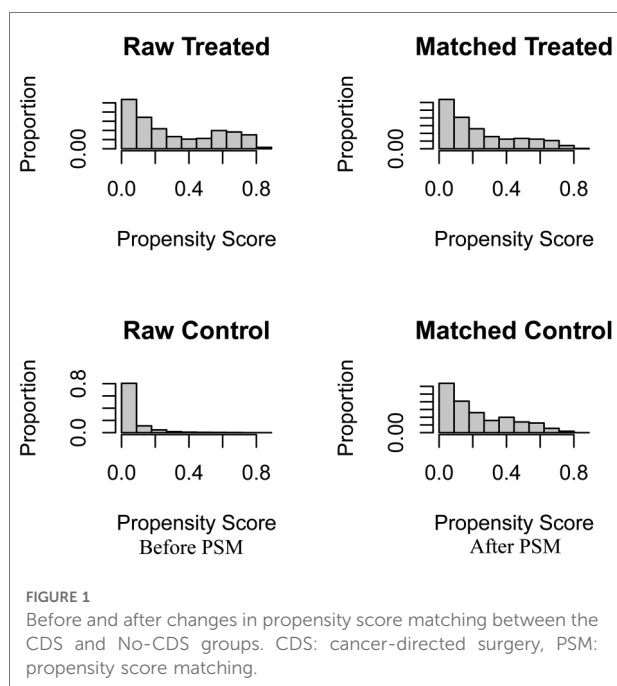 Raw Treated
Proportion
0.00
0.0 0.4 0.8
Propensity Score
Matched Treated
Proportion
0.00
0.0 0.4 0.8
Propensity Score
Raw Control
Proportion
0.8
0.0
0.0 0.4 0.8
Propensity Score
Before PSM
Matched Control
Proportion
0.00
0.0 0.4 0.8
Propensity Score
After PSM
FIGURE 1
Before and after changes in propensity score matching between the
CDS and No-CDS groups. CDS: cancer-directed surgery, PSM:
propensity score matching.